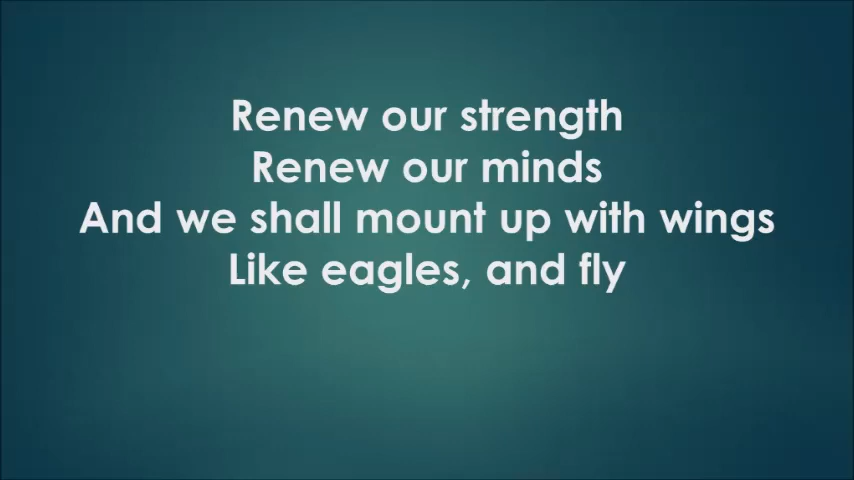 Renew our strength
Renew our minds
And we shall mount up with wings
Like eagles, and fly